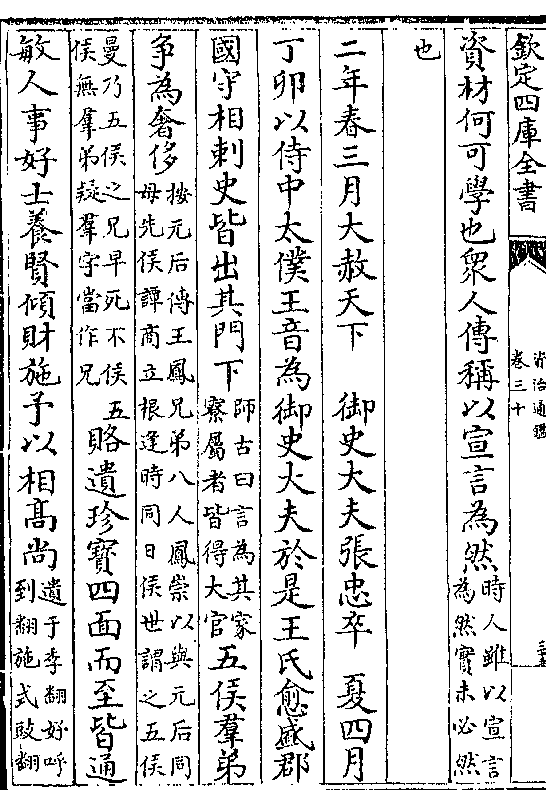 欽定四庫全書
資治通鑑
卷三十
資材何可學也衆人傳稱以宣言為然時人雖以宣言
為然實未必然
也
二年春三月大赦天下 御史大夫張忠卒 夏四月
丁卯以侍中太僕王音為御史大夫於是王氏愈盛郡
國守相刺史皆出其門下師古曰言為其家
寮屬者皆得大官五侯羣弟
争為奢侈按元后傳王鳳兄弟八人鳳崇以與元后同
母先侯譚商立根逢時同日侯世謂之五侯
曼乃五侯之兄早死不侯五
侯無羣弟疑羣字當作兄賂遺珍寶四面而至皆通
敏人事好士養賢傾財施予以相髙尚遺于季翻好呼
到翻施式豉翻